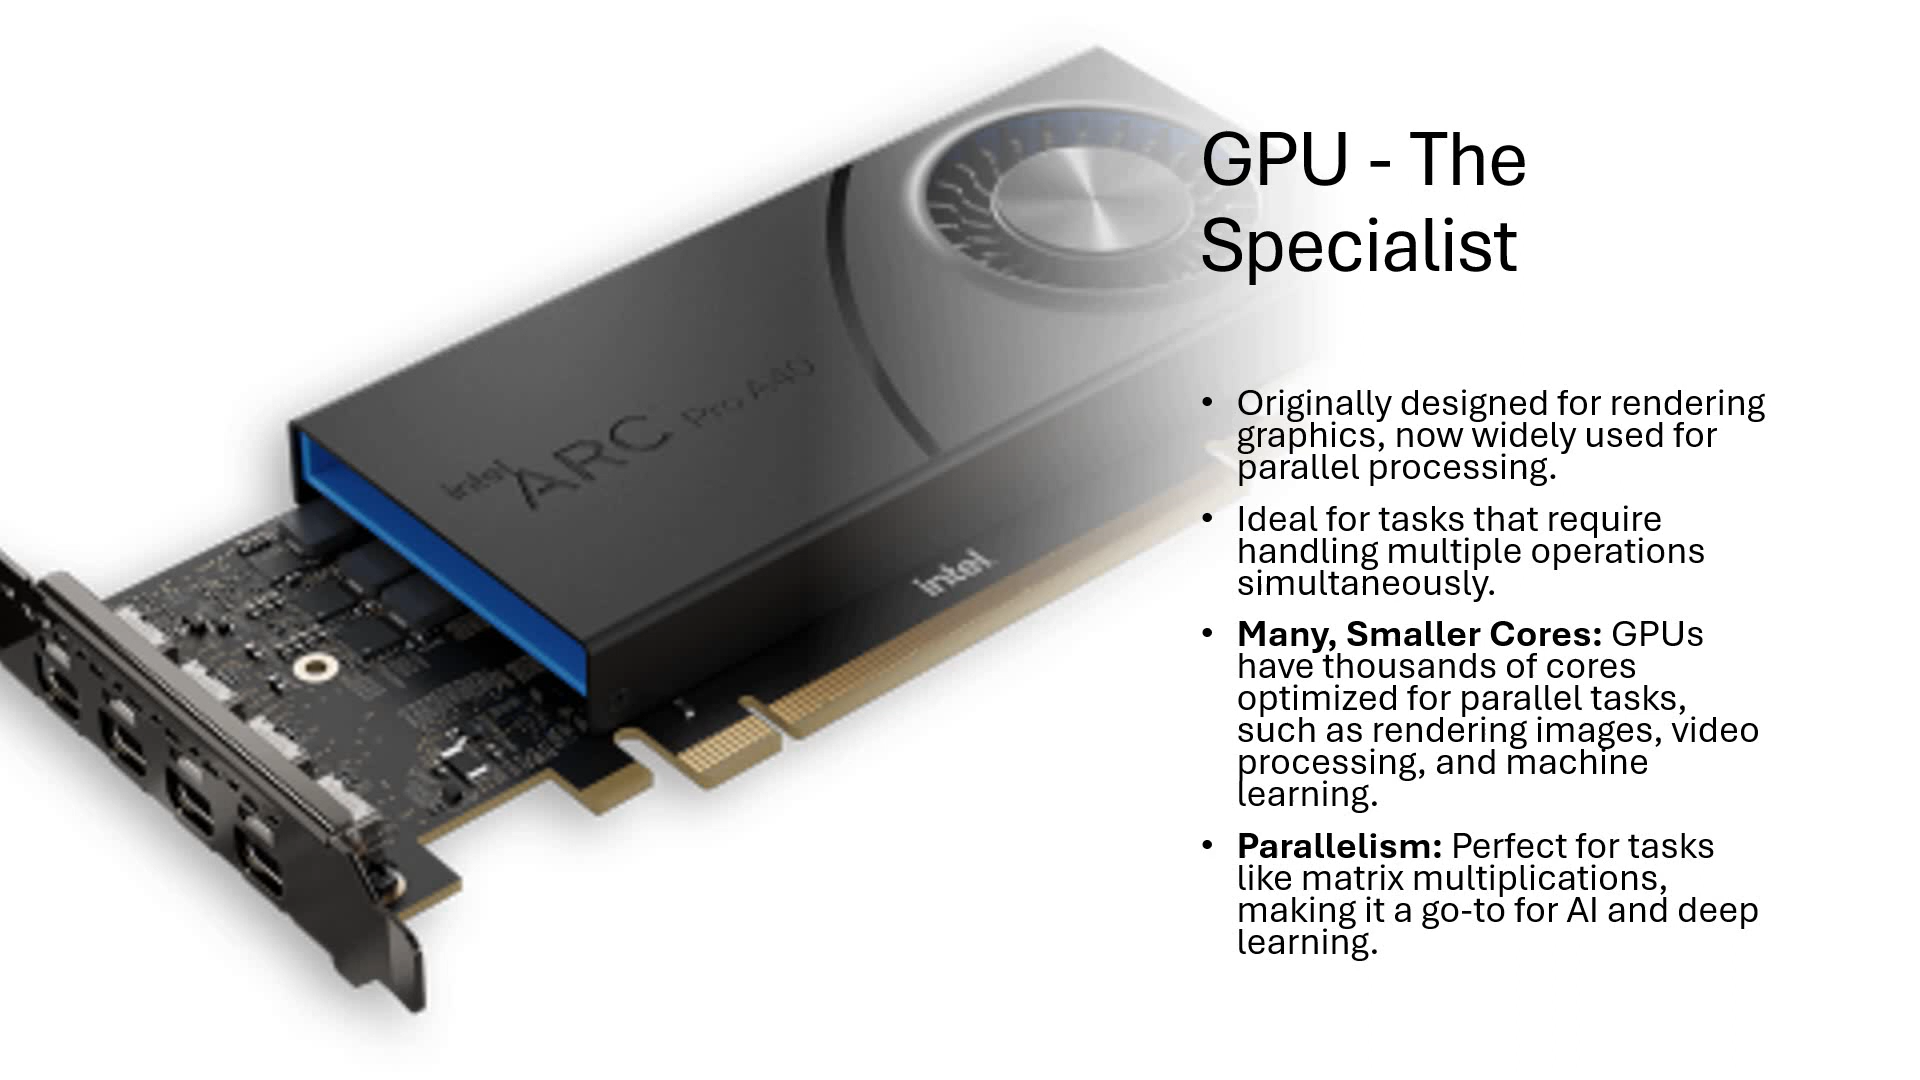 GPU - The
Specialist
• Originally designed for rendering
graphics, now widely used for
parallel processing.
• Ideal for tasks that require
handling multiple operations
simultaneously.
• Many, Smaller Cores: GPUs
have thousands of cores
optimized for parallel tasks,
such as rendering images, video
processing, and machine
learning.
• Parallelism: Perfect for tasks
like matrix multiplications,
making it a go-to for AI and deep
learning.
intel ARC Pro A40
intel